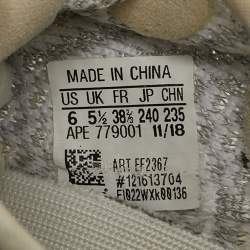 MADE IN CHINA
US UK FR JP CHN
6 5½ 38⅔ 240 235
APE 779001 11/18
ART EF2367
#121613704